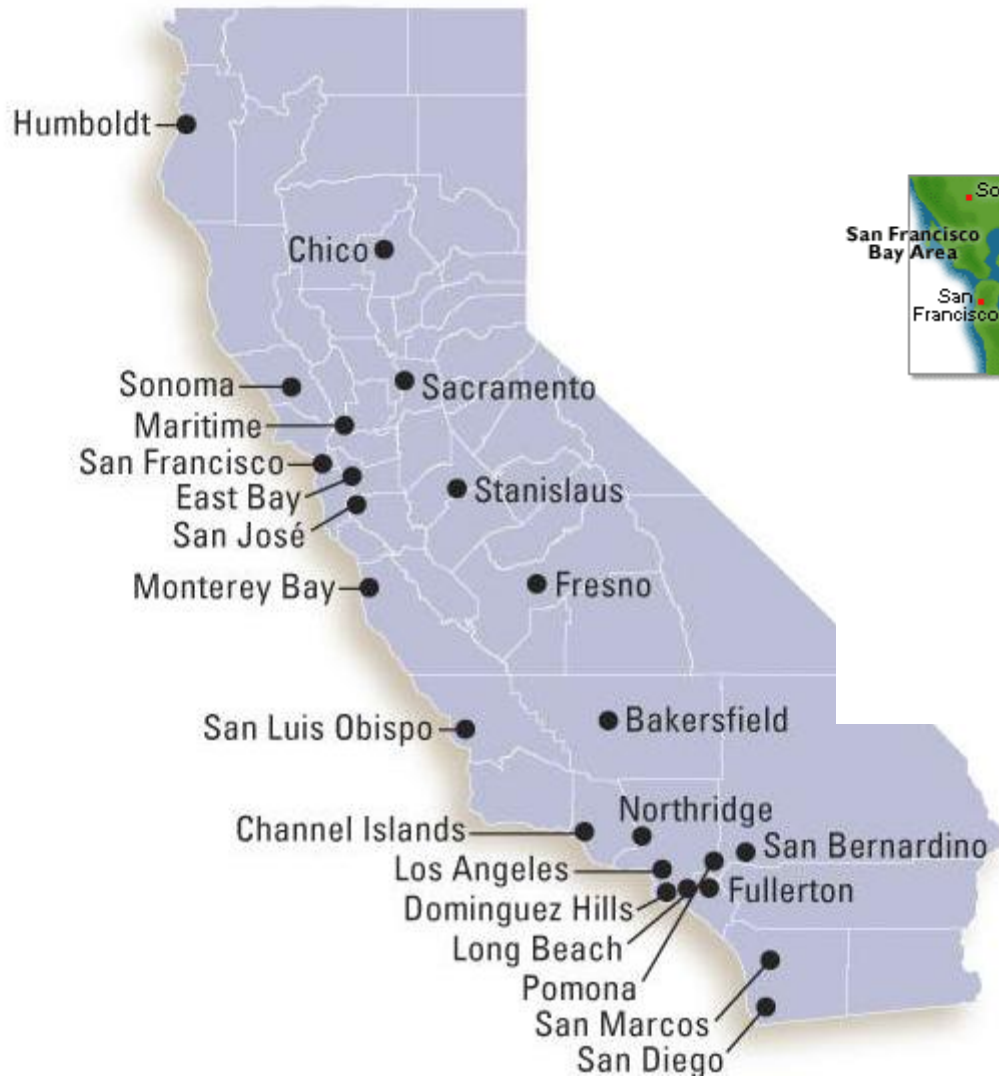 Humboldt
Chico
Sonoma
Sacramento
Maritime
San Francisco
East Bay
Stanislaus
San José
Monterey Bay
Fresno
San Luis Obispo
Bakersfield
Northridge
Channel Islands
San Bernardino
Los Angeles
Fullerton
Dominguez Hills
Long Beach
Pomona
San Marcos
San Diego
San Francisco
Bay Area
San
Francisco